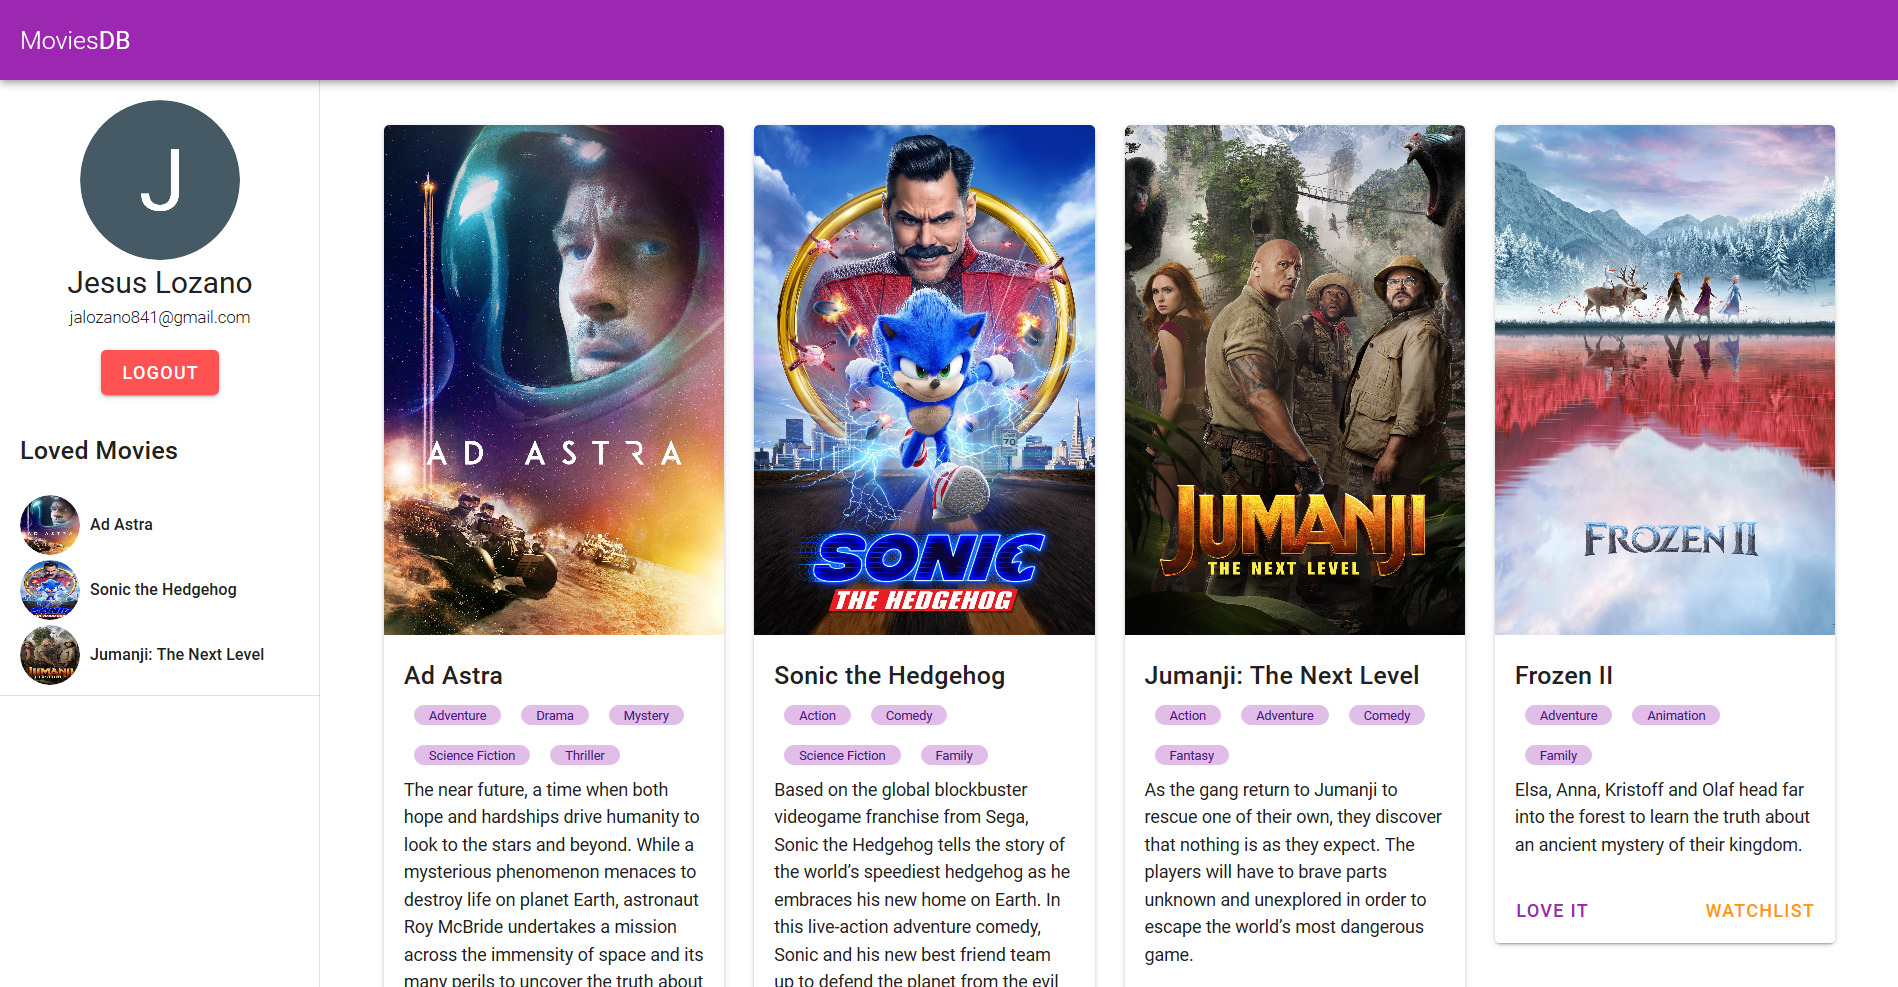 MoviesDB
J
Jesus Lozano
jalozano841@gmail.com
LOGOUT
Loved Movies
AD ASTRA
Ad Astra
SONIC
THE HEDGEHOG
Sonic the Hedgehog
JUMANJI
Jumanji: The Next Level
AD ASTRA
Ad Astra
Adventure Drama Mystery
Science Fiction Thriller
The near future, a time when both
hope and hardships drive humanity to
look to the stars and beyond. While a
mysterious phenomenon menaces to
destroy life on planet Earth, astronaut
Roy McBride undertakes a mission
across the immensity of space and its
many perils to uncover the truth about
70
SONIC
THE HEDGEHOG
Sonic the Hedgehog
Action Comedy
Science Fiction Family
Based on the global blockbuster
videogame franchise from Sega,
Sonic the Hedgehog tells the story of
the world’s speediest hedgehog as he
embraces his new home on Earth. In
this live-action adventure comedy,
Sonic and his new best friend team
up to defend the planet from the evil
JUMANJI
THE NEXT LEVEL
Jumanji: The Next Level
Action Adventure Comedy
Fantasy
As the gang return to Jumanji to
rescue one of their own, they discover
that nothing is as they expect. The
players will have to brave parts
unknown and unexplored in order to
escape the world’s most dangerous
game.
FROZEN II
Frozen II
Adventure Animation
Family
Elsa, Anna, Kristoff and Olaf head far
into the forest to learn the truth about
an ancient mystery of their kingdom.
LOVE IT WATCHLIST